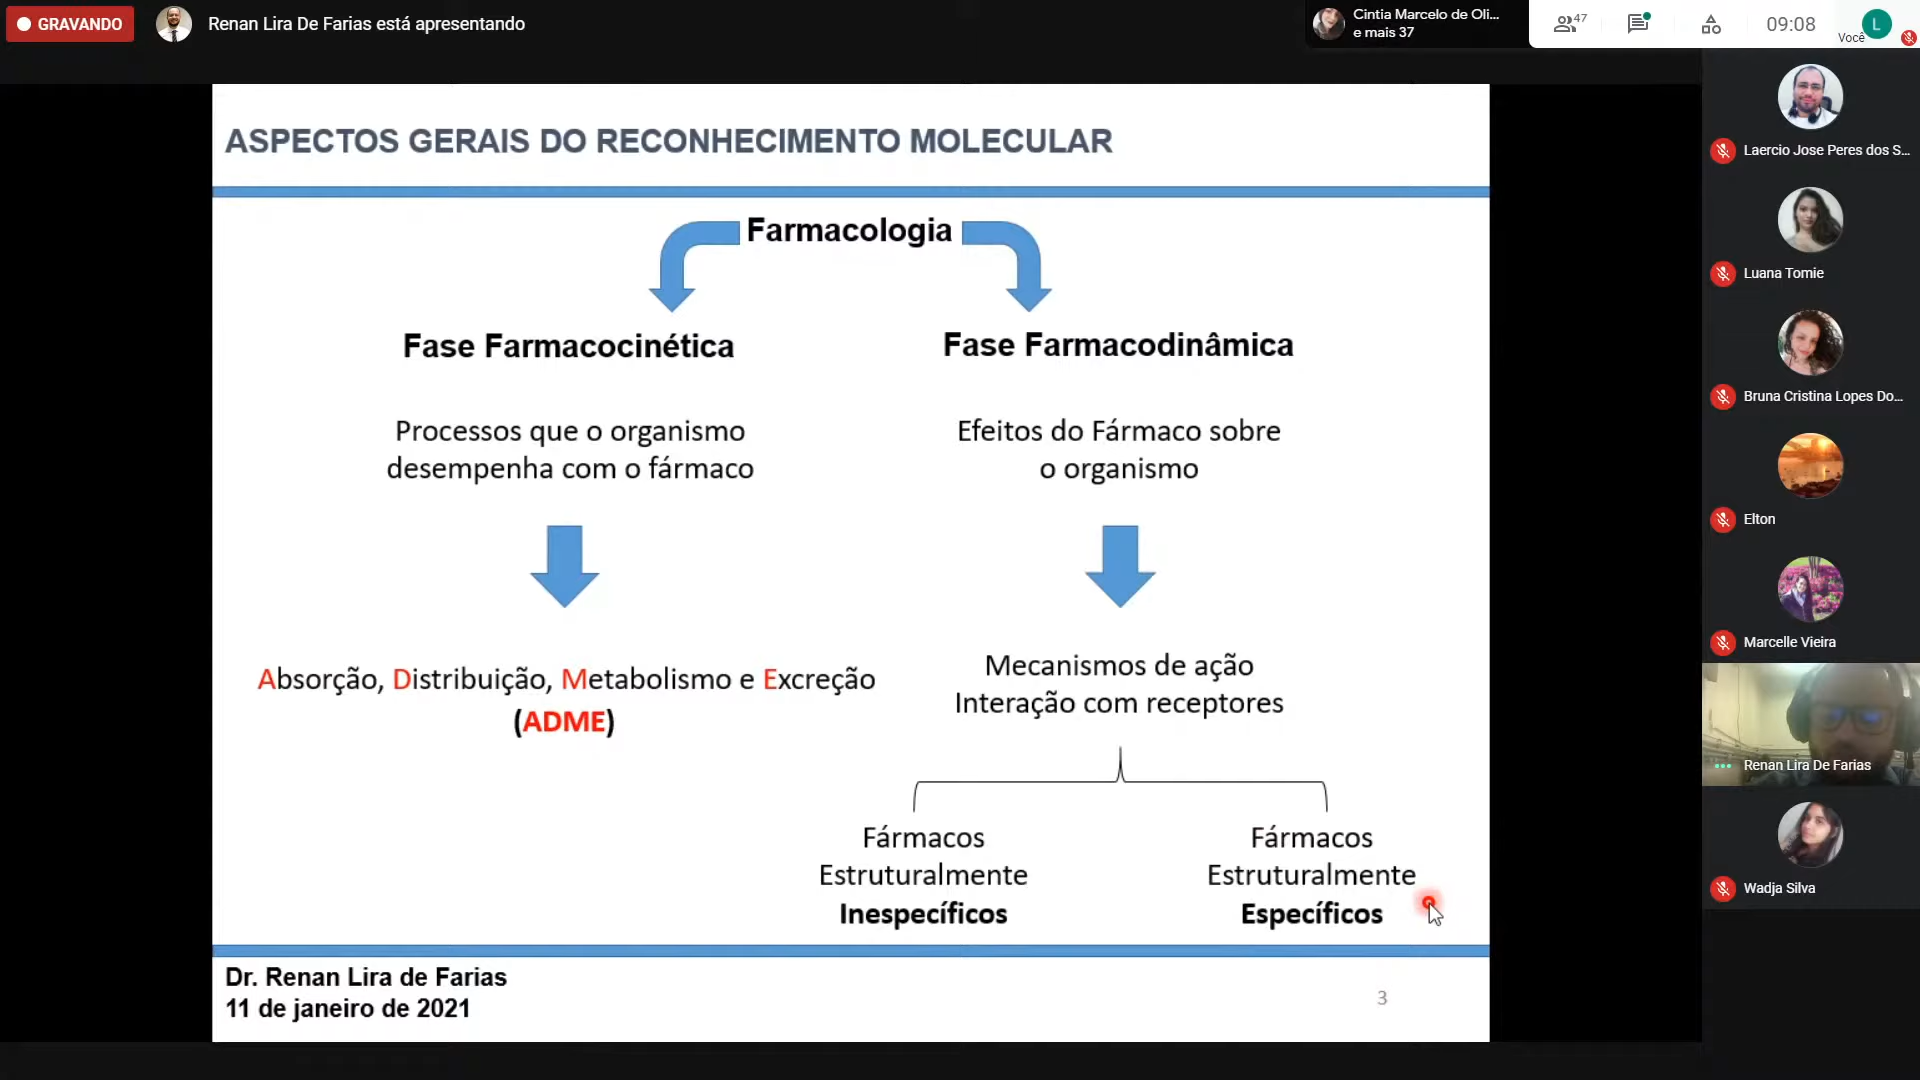 GRAVANDO
Renan Lira De Farias está apresentando
Cintia Marcelo de Oli...
e mais 37
47
09:08
Você
L
ASPECTOS GERAIS DO RECONHECIMENTO MOLECULAR
Farmacologia
Fase Farmacocinética
Fase Farmacodinâmica
Processos que o organismo
desempenha com o fármaco
Efeitos do Fármaco sobre
o organismo
Absorção, Distribuição, Metabolismo e Excreção
(ADME)
Mecanismos de ação
Interação com receptores
Fármacos
Estruturalmente
Inespecíficos
Fármacos
Estruturalmente
Específicos
Dr. Renan Lira de Farias
11 de janeiro de 2021
3
Laercio Jose Peres dos S...
Luana Tomie
Bruna Cristina Lopes Do...
Elton
Marcelle Vieira
Renan Lira De Farias
Wadja Silva